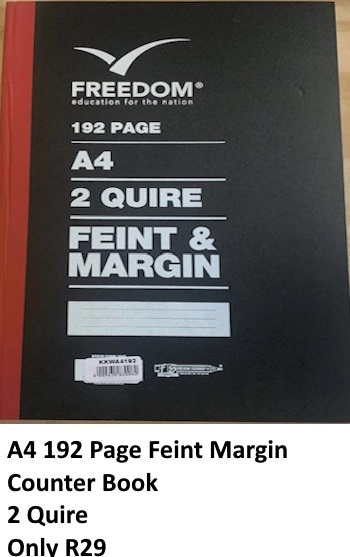 FREEDOM®
education for the nation
192 PAGE
A4
2 QUIRE
FEINT &
MARGIN
KKWA4192
A4 192 Page Feint Margin
Counter Book
2 Quire
Only R29